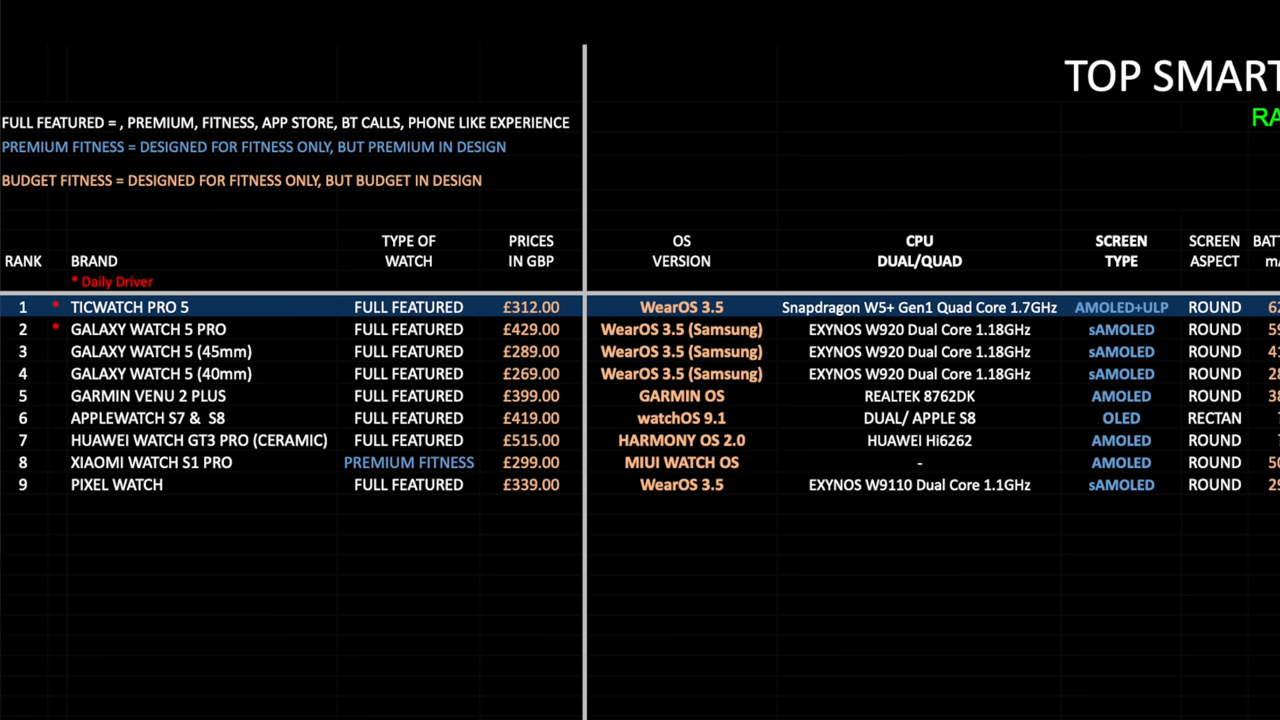 TOP SMART
RA
FULL FEATURED = , PREMIUM, FITNESS, APP STORE, BT CALLS, PHONE LIKE EXPERIENCE
PREMIUM FITNESS = DESIGNED FOR FITNESS ONLY, BUT PREMIUM IN DESIGN
BUDGET FITNESS = DESIGNED FOR FITNESS ONLY, BUT BUDGET IN DESIGN
TYPE OF PRICES OS CPU SCREEN SCREEN BATT
RANK BRAND WATCH IN GBP VERSION DUAL/QUAD TYPE ASPECT m
* Daily Driver
1 * TICWATCH PRO 5 FULL FEATURED £312.00 WearOS 3.5 Snapdragon W5+ Gen1 Quad Core 1.7GHz AMOLED+ULP ROUND 62
2 * GALAXY WATCH 5 PRO FULL FEATURED £429.00 WearOS 3.5 (Samsung) EXYNOS W920 Dual Core 1.18GHz sAMOLED ROUND 59
3 GALAXY WATCH 5 (45mm) FULL FEATURED £289.00 WearOS 3.5 (Samsung) EXYNOS W920 Dual Core 1.18GHz sAMOLED ROUND 41
4 GALAXY WATCH 5 (40mm) FULL FEATURED £269.00 WearOS 3.5 (Samsung) EXYNOS W920 Dual Core 1.18GHz sAMOLED ROUND 28
5 GARMIN VENU 2 PLUS FULL FEATURED £399.00 GARMIN OS REALTEK 8762DK AMOLED ROUND 38
6 APPLEWATCH S7 & S8 FULL FEATURED £419.00 watchOS 9.1 DUAL/ APPLE S8 OLED RECTAN
7 HUAWEI WATCH GT3 PRO (CERAMIC) FULL FEATURED £515.00 HARMONY OS 2.0 HUAWEI Hi6262 AMOLED ROUND
8 XIAOMI WATCH S1 PRO PREMIUM FITNESS £299.00 MIUI WATCH OS - AMOLED ROUND 50
9 PIXEL WATCH FULL FEATURED £339.00 WearOS 3.5 EXYNOS W9110 Dual Core 1.1GHz sAMOLED ROUND 29